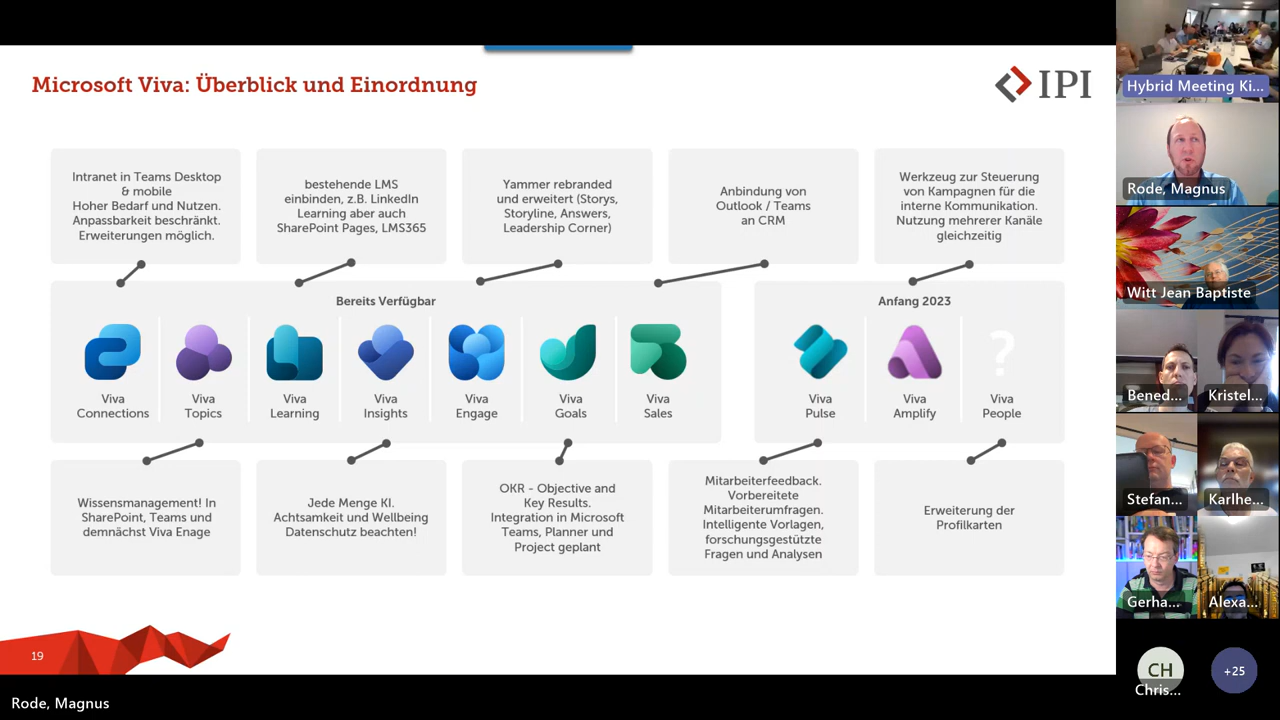 Microsoft Viva: Überblick und Einordnung
IPI
Intranet in Teams Desktop
& mobile
Hoher Bedarf und Nutzen.
Anpassbarkeit beschränkt.
Erweiterungen möglich.
bestehende LMS
einbinden, z.B. LinkedIn
Learning aber auch
SharePoint Pages, LMS365
Yammer rebranded
und erweitert (Storys,
Storyline, Answers,
Leadership Corner)
Anbindung von
Outlook / Teams
an CRM
Werkzeug zur Steuerung
von Kampagnen für die
interne Kommunikation.
Nutzung mehrerer Kanäle
gleichzeitig
Bereits Verfügbar
Viva
Connections
Viva
Topics
Viva
Learning
Viva
Insights
Viva
Engage
Viva
Goals
Viva
Sales
Anfang 2023
Viva
Pulse
Viva
Amplify
?
Viva
People
Wissensmanagement! In
SharePoint, Teams und
demnächst Viva Enage
Jede Menge KI.
Achtsamkeit und Wellbeing
Datenschutz beachten!
OKR - Objective and
Key Results.
Integration in Microsoft
Teams, Planner und
Project geplant
Mitarbeiterfeedback.
Vorbereitete
Mitarbeiterumfragen.
Intelligente Vorlagen,
forschungsgestützte
Fragen und Analysen
Erweiterung der
Profilkarten
19
Rode, Magnus
Hybrid Meeting Ki...
Rode, Magnus
Witt Jean Baptiste
Bened...
Kristel...
Stefan...
Karlhe...
Gerha...
Alexa...
CH
Chris...
+25